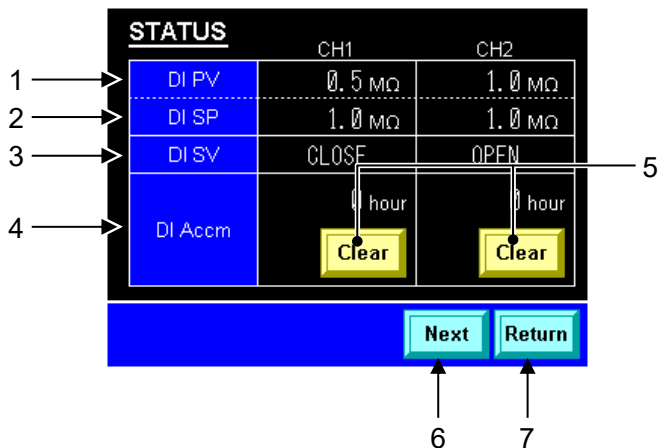 STATUS
CH1 CH2
1 DI PV 0.5 MΩ 1.0 MΩ
2 DI SP 1.0 MΩ 1.0 MΩ
3 DI SV CLOSE OPEN 5
4 DI Accm 0 hour 0 hour
Clear Clear
Next Return
6 7